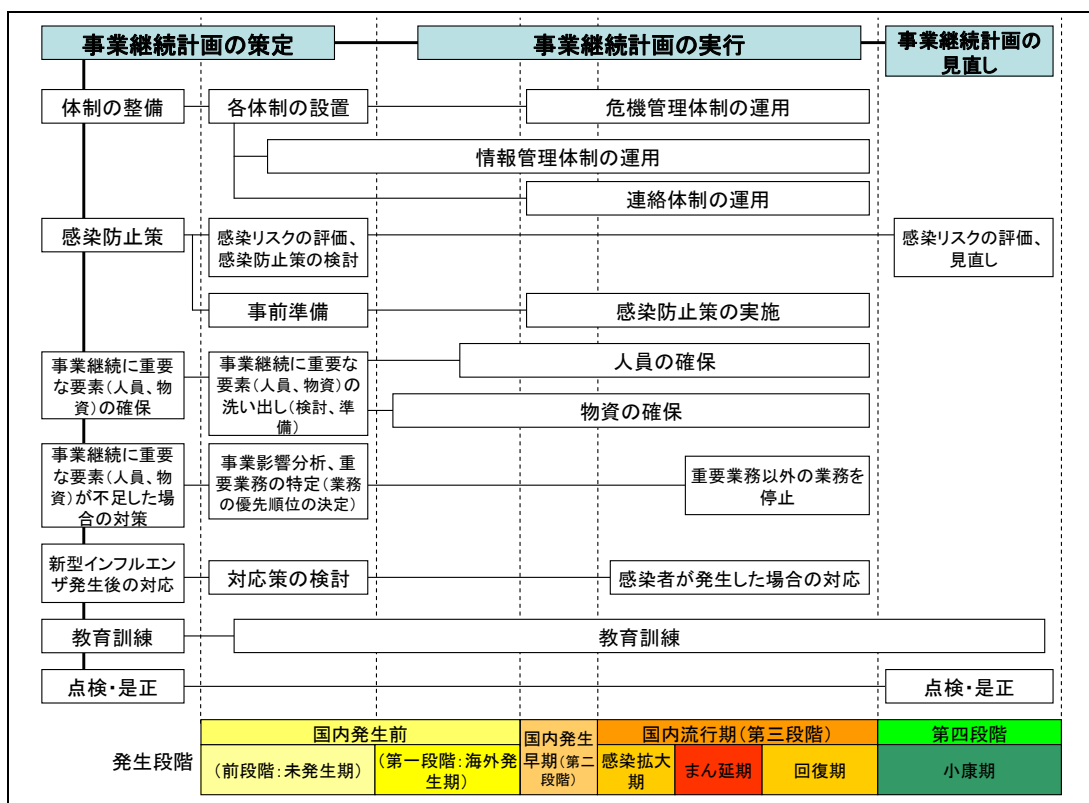 事業継続計画の策定
事業継続計画の実行
事業継続計画の
見直し
体制の整備
各体制の設置
危機管理体制の運用
情報管理体制の運用
連絡体制の運用
感染防止策
感染リスクの評価、
感染防止策の検討
感染リスクの評価、
見直し
事前準備
感染防止策の実施
事業継続に重要
な要素(人員、物
資)の確保
事業継続に重要な
要素(人員、物資)の
洗い出し(検討、準
備)
人員の確保
物資の確保
事業継続に重要
な要素(人員、物
資)が不足した場
合の対策
事業影響分析、重
要業務の特定(業務
の優先順位の決定)
重要業務以外の業務を
停止
新型インフルエン
ザ発生後の対応
対応策の検討
感染者が発生した場合の対応
教育訓練
教育訓練
点検・是正
点検・是正
発生段階
国内発生前
(前段階:未発生期)
(第一段階:海外発
生期)
国内発生
早期(第二
段階)
国内流行期(第三段階)
感染拡大
期
まん延期
回復期
第四段階
小康期